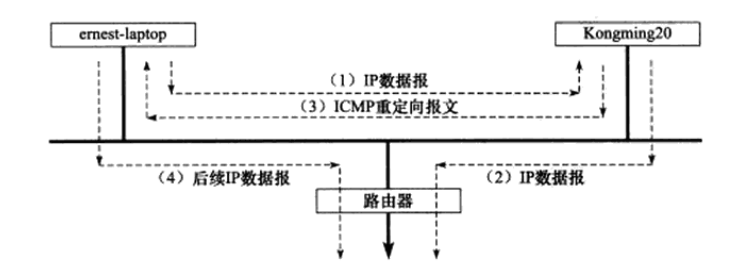 ernest-laptop
Kongming20
（1）IP数据报
（3）ICMP重定向报文
（4）后续IP数据报
（2）IP数据报
路由器